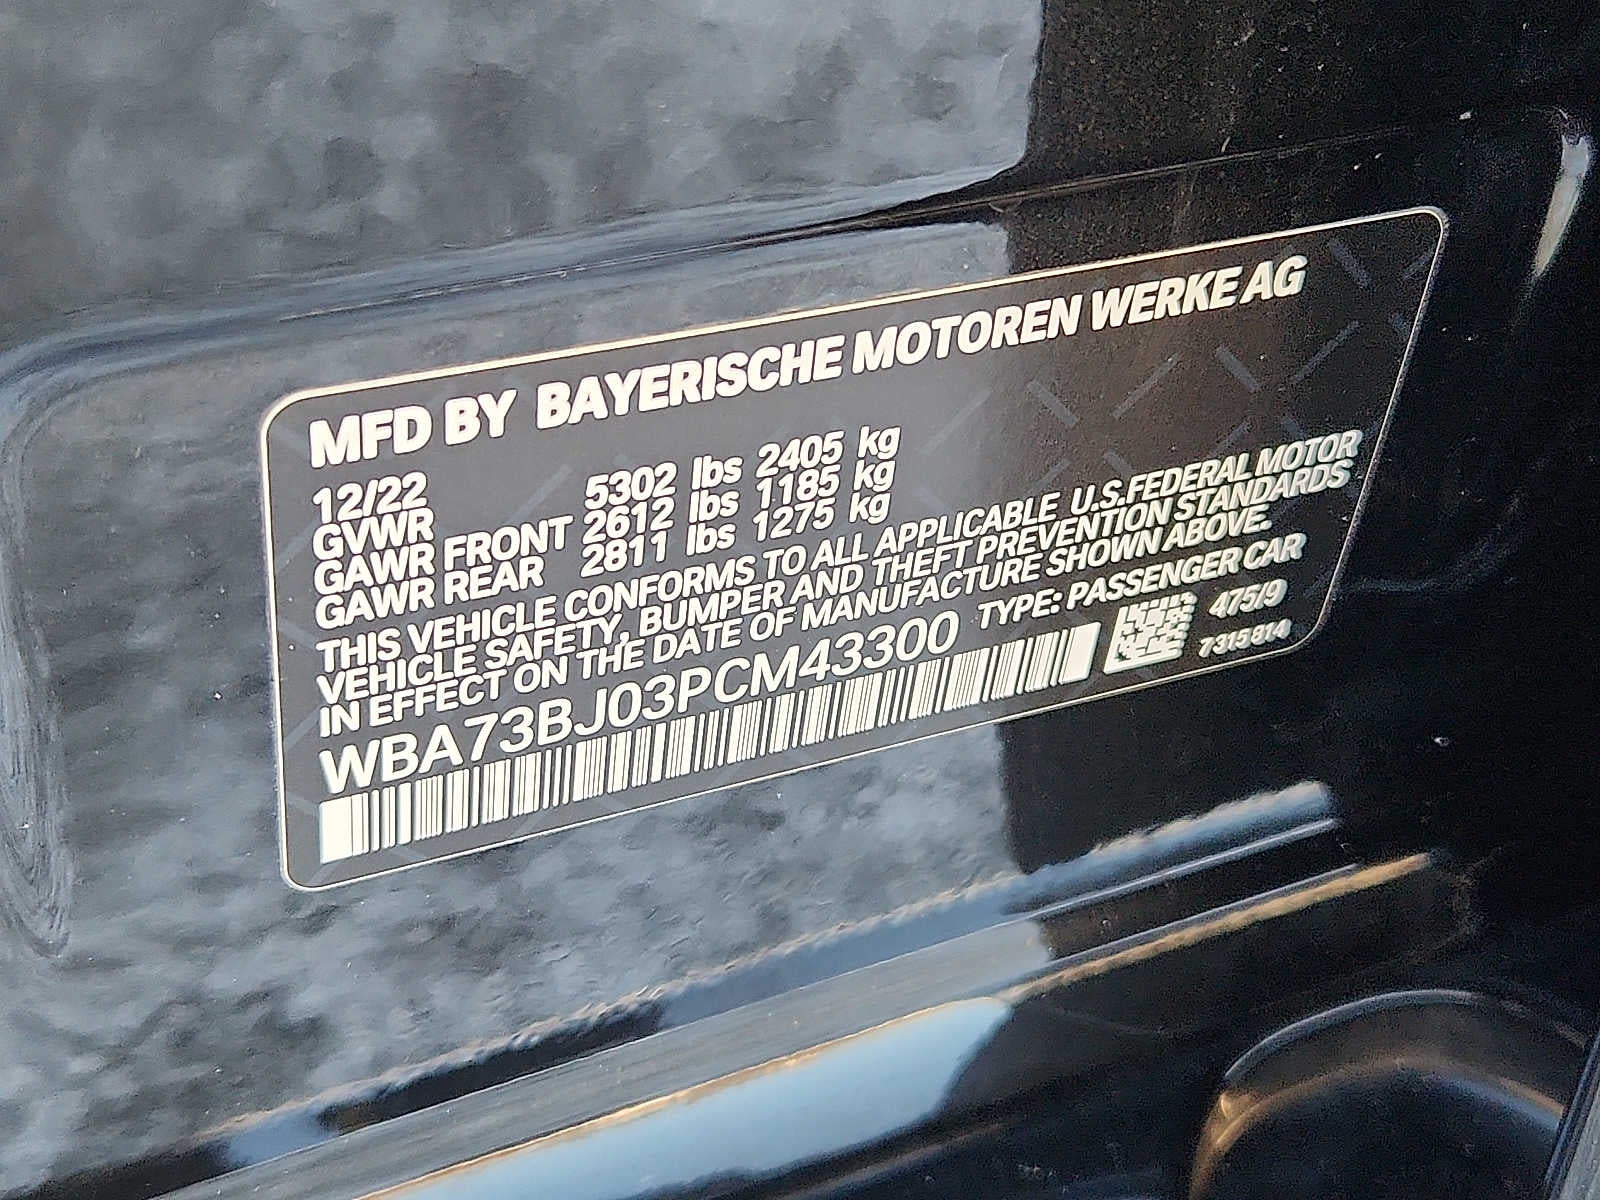 MFD BY BAYERISCHE MOTOREN WERKE AG
12/22
GVWR 5302 lbs 2405 kg
GAWR FRONT 2612 lbs 1185 kg
GAWR REAR 2811 lbs 1275 kg
THIS VEHICLE CONFORMS TO ALL APPLICABLE U.S.FEDERAL MOTOR
VEHICLE SAFETY, BUMPER AND THEFT PREVENTION STANDARDS
IN EFFECT ON THE DATE OF MANUFACTURE SHOWN ABOVE.
WBA73BJ03PCM43300 TYPE: PASSENGER CAR
475/9
7315814